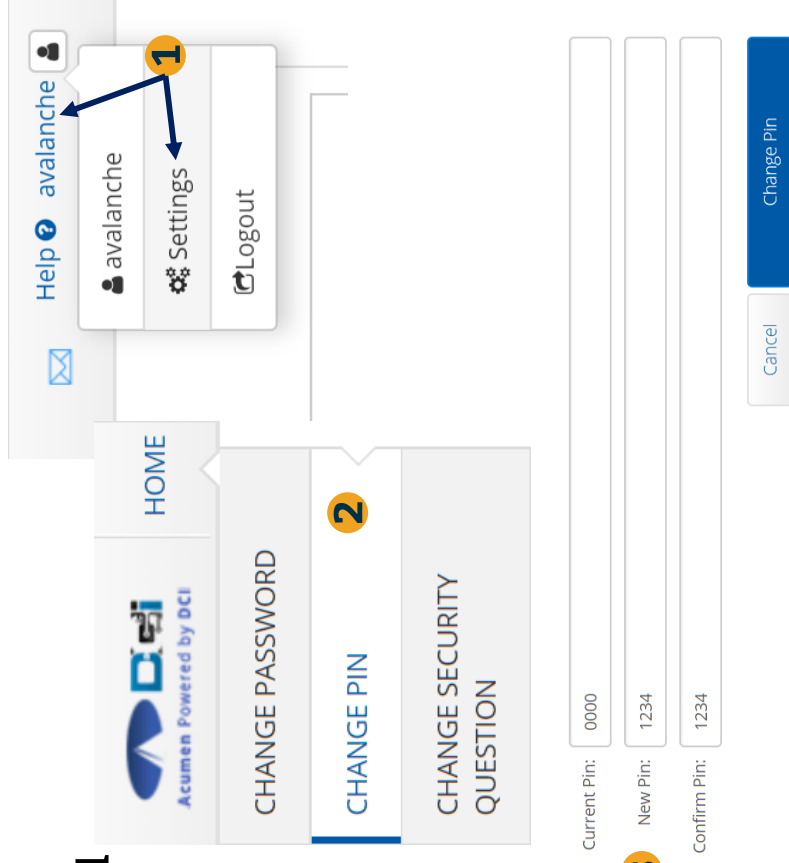 Help ? avalanche
avalanche
Settings
Logout
1
HOME
Acumen Powered by DCI
CHANGE PASSWORD
CHANGE PIN
2
CHANGE SECURITY
QUESTION
Current Pin: 0000
New Pin: 1234
Confirm Pin: 1234
Cancel
Change Pin